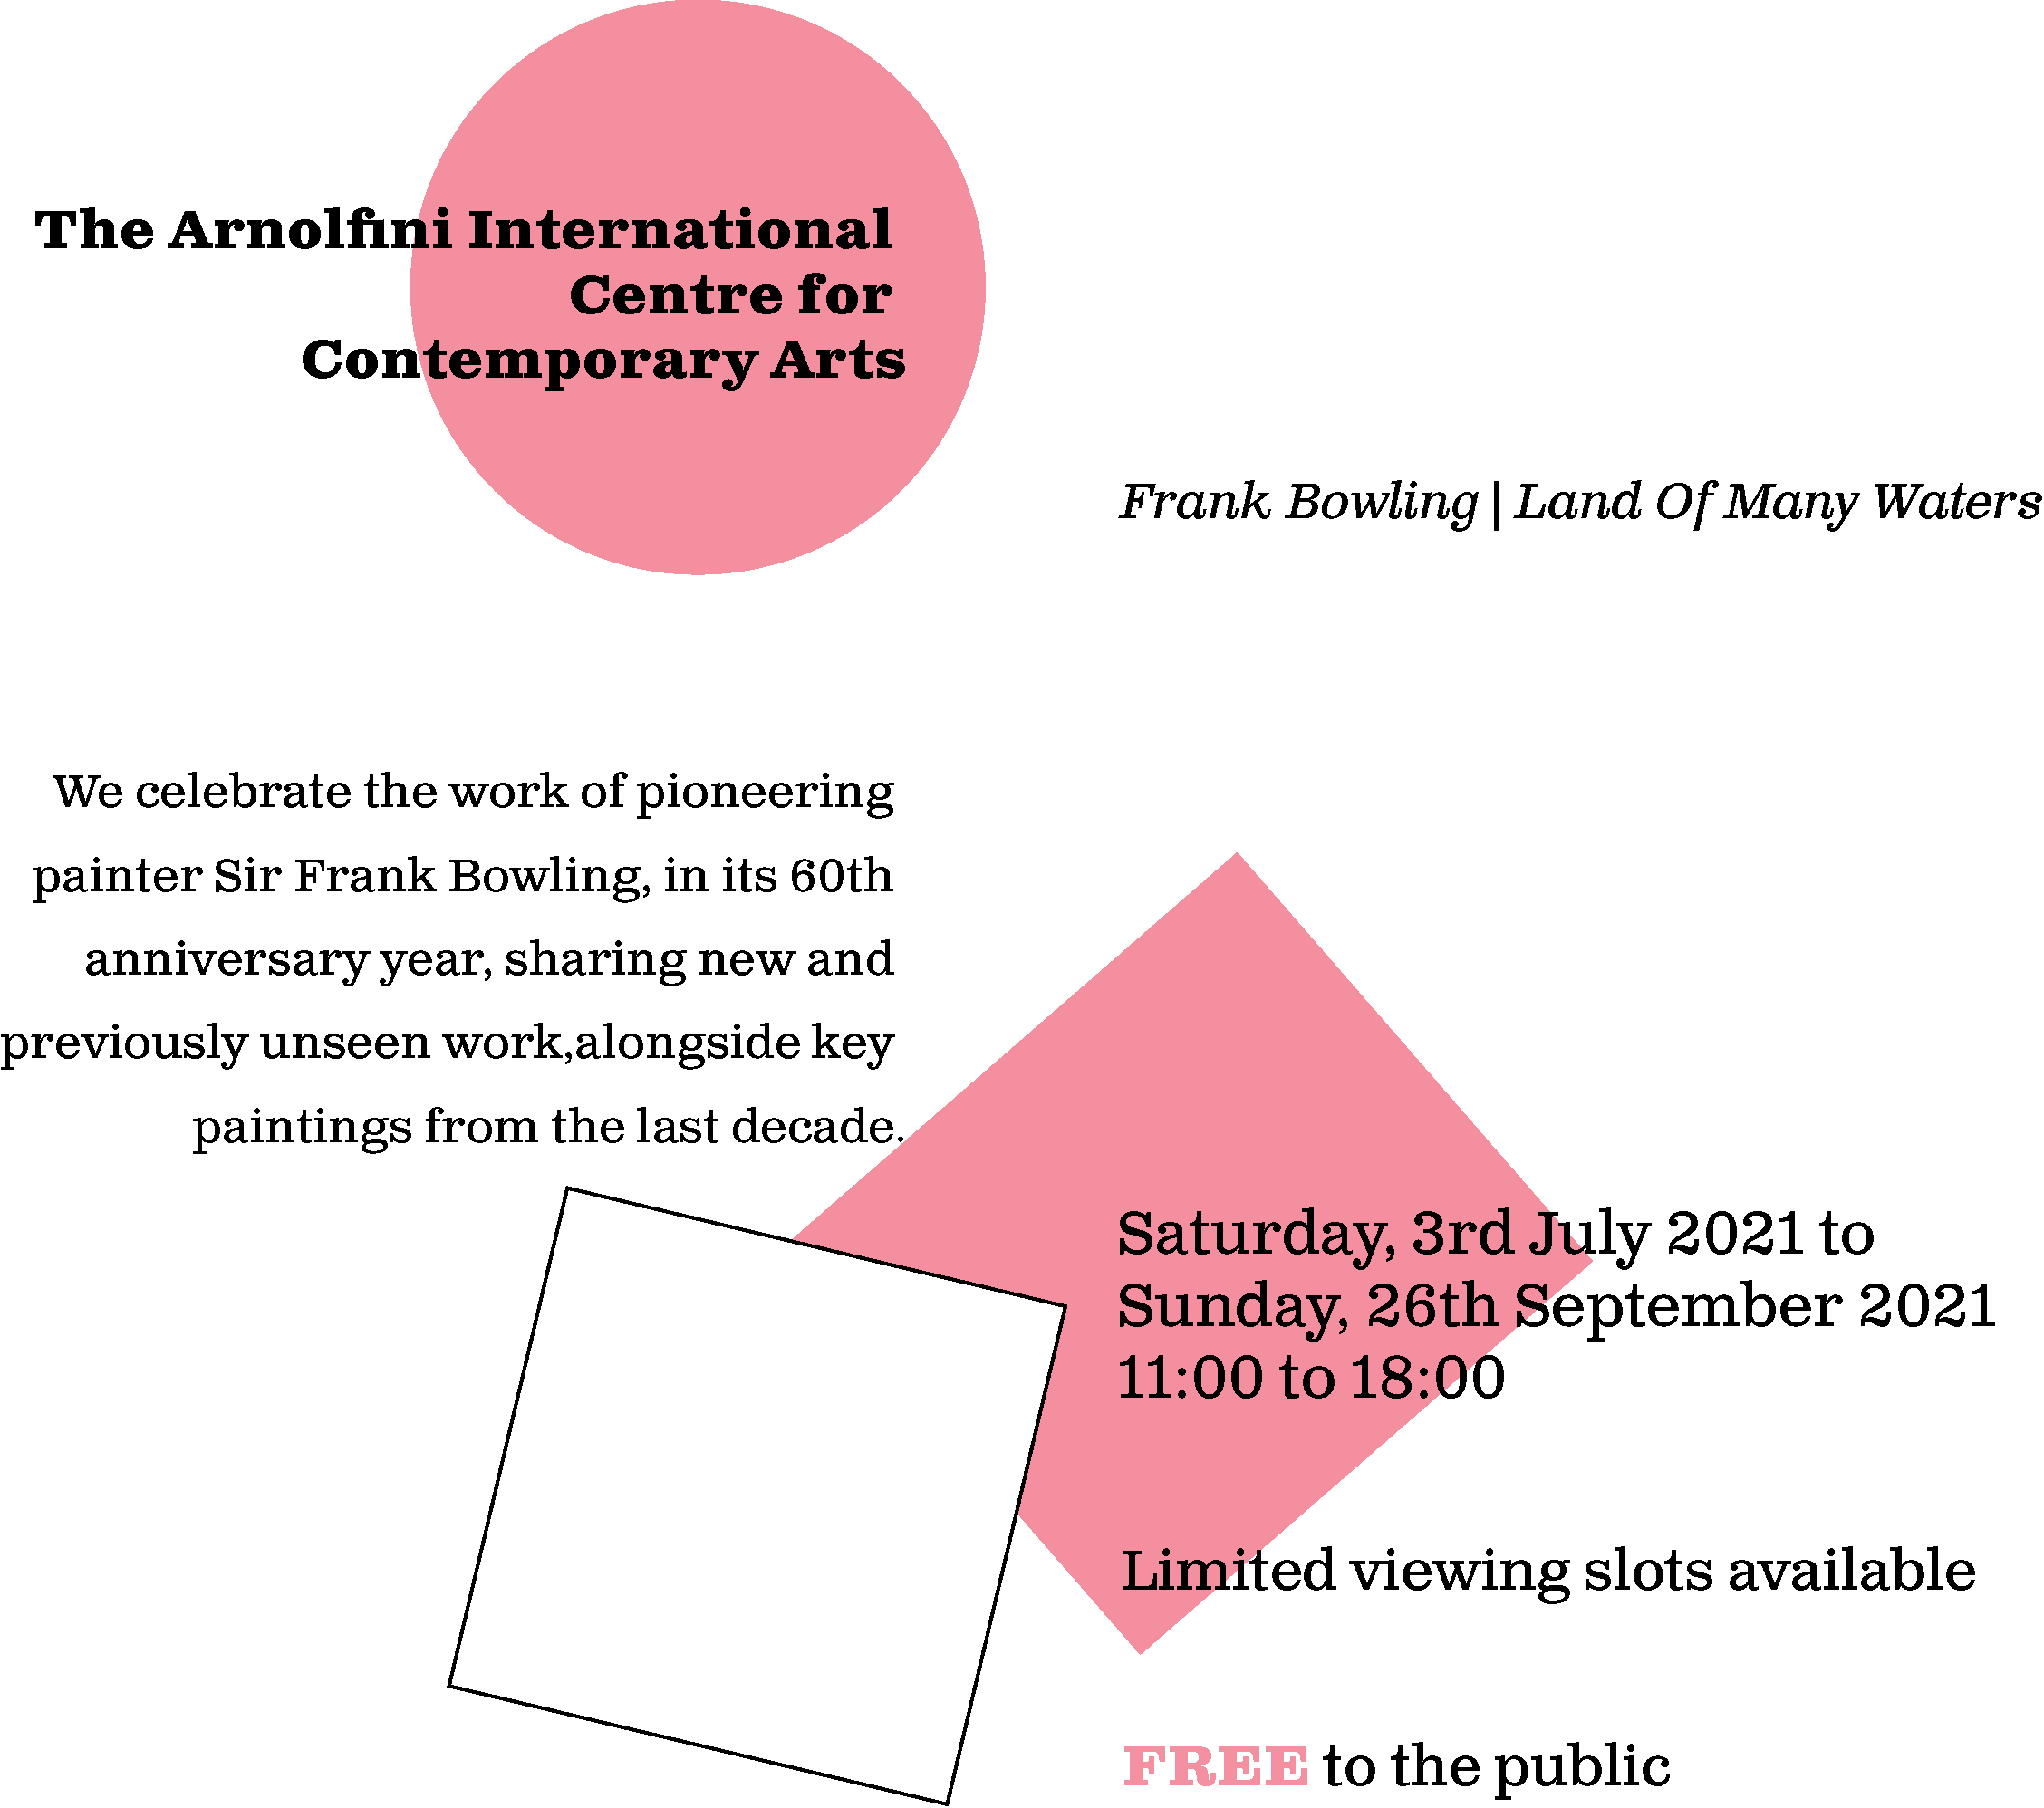 The Arnolfini International
Centre for
Contemporary Arts
Frank Bowling | Land Of Many Waters
We celebrate the work of pioneering
painter Sir Frank Bowling, in its 60th
anniversary year, sharing new and
previously unseen work,alongside key
paintings from the last decade.
Saturday, 3rd July 2021 to
Sunday, 26th September 2021
11:00 to 18:00
Limited viewing slots available
FREE to the public